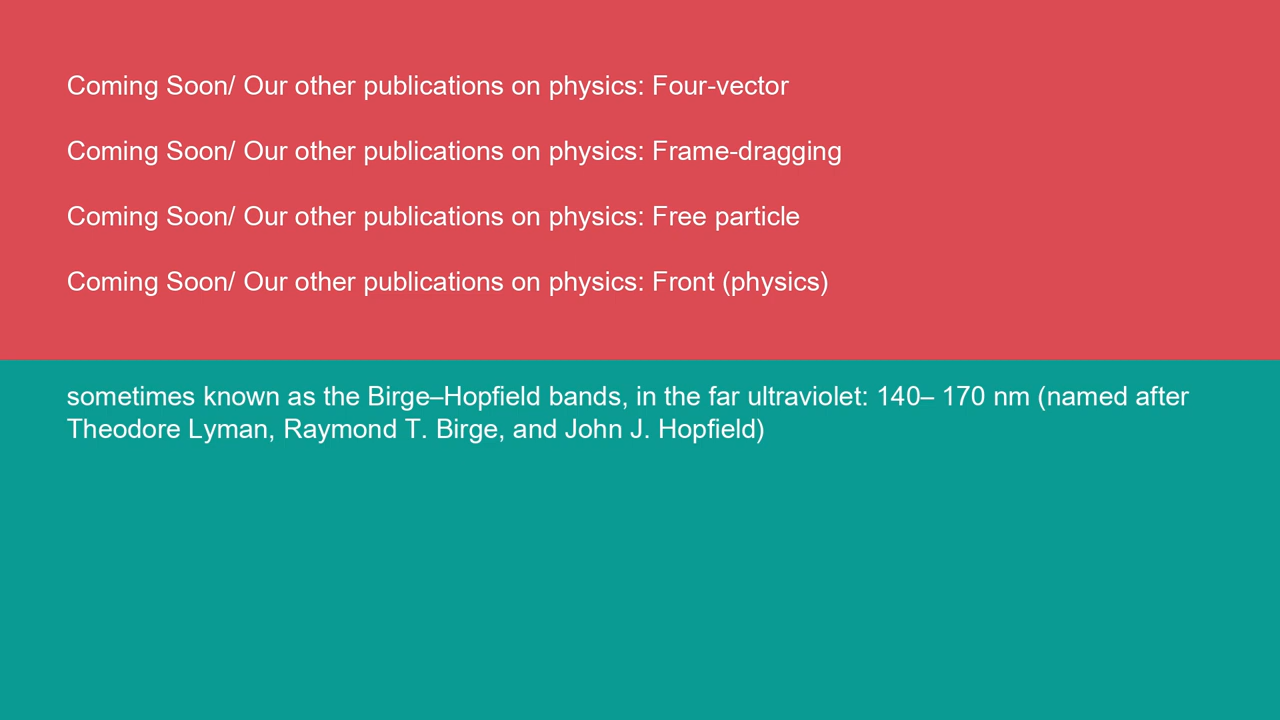 Coming Soon/ Our other publications on physics: Four-vector
Coming Soon/ Our other publications on physics: Frame-dragging
Coming Soon/ Our other publications on physics: Free particle
Coming Soon/ Our other publications on physics: Front (physics)
sometimes known as the Birge–Hopfield bands, in the far ultraviolet: 140– 170 nm (named after
Theodore Lyman, Raymond T. Birge, and John J. Hopfield)